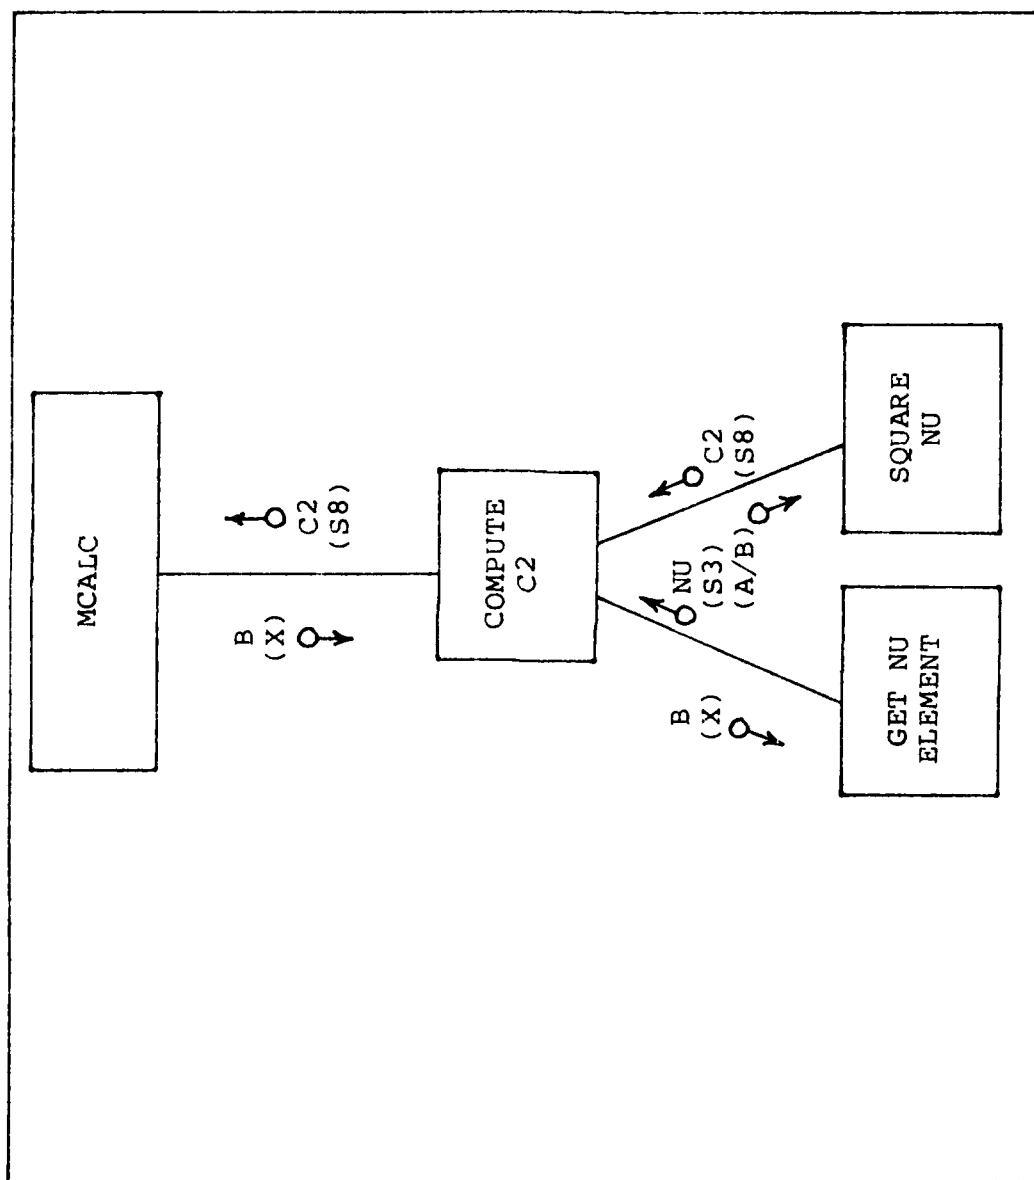 MCALC
B
(X)
C2
(S8)
COMPUTE
C2
B
(X)
NU
(S3)
(A/B)
C2
(S8)
GET NU
ELEMENT
SQUARE
NU